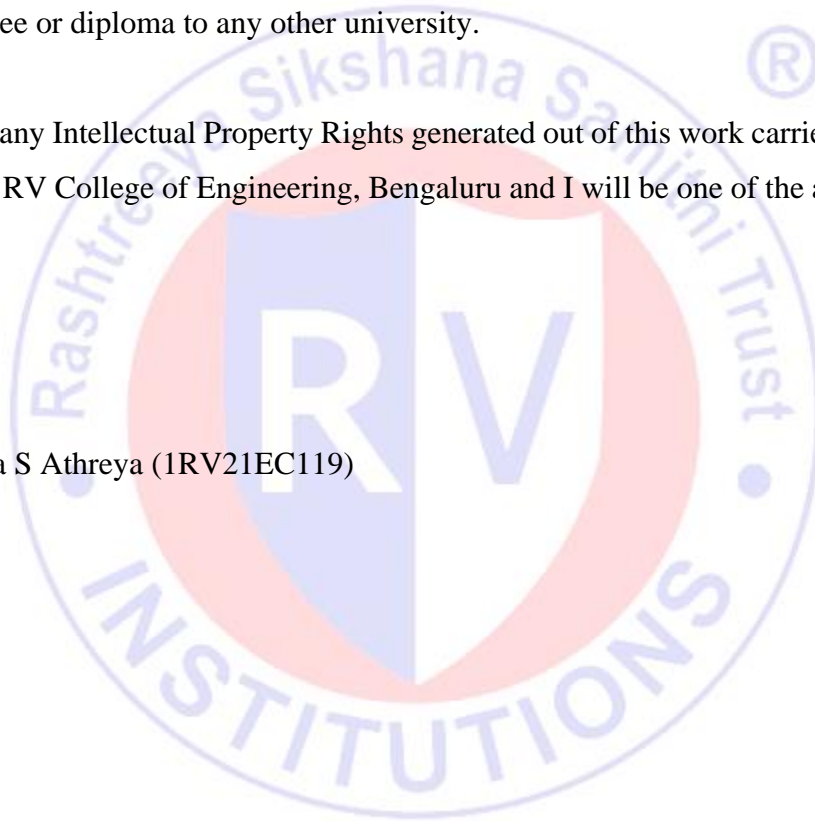 ee or diploma to any other university.
any Intellectual Property Rights generated out of this work carrie
RV College of Engineering, Bengaluru and I will be one of the a
a S Athreya (1RV21EC119)
Rashtreeya Sikshana Samithi Trust
®
RV
INSTITUTIONS